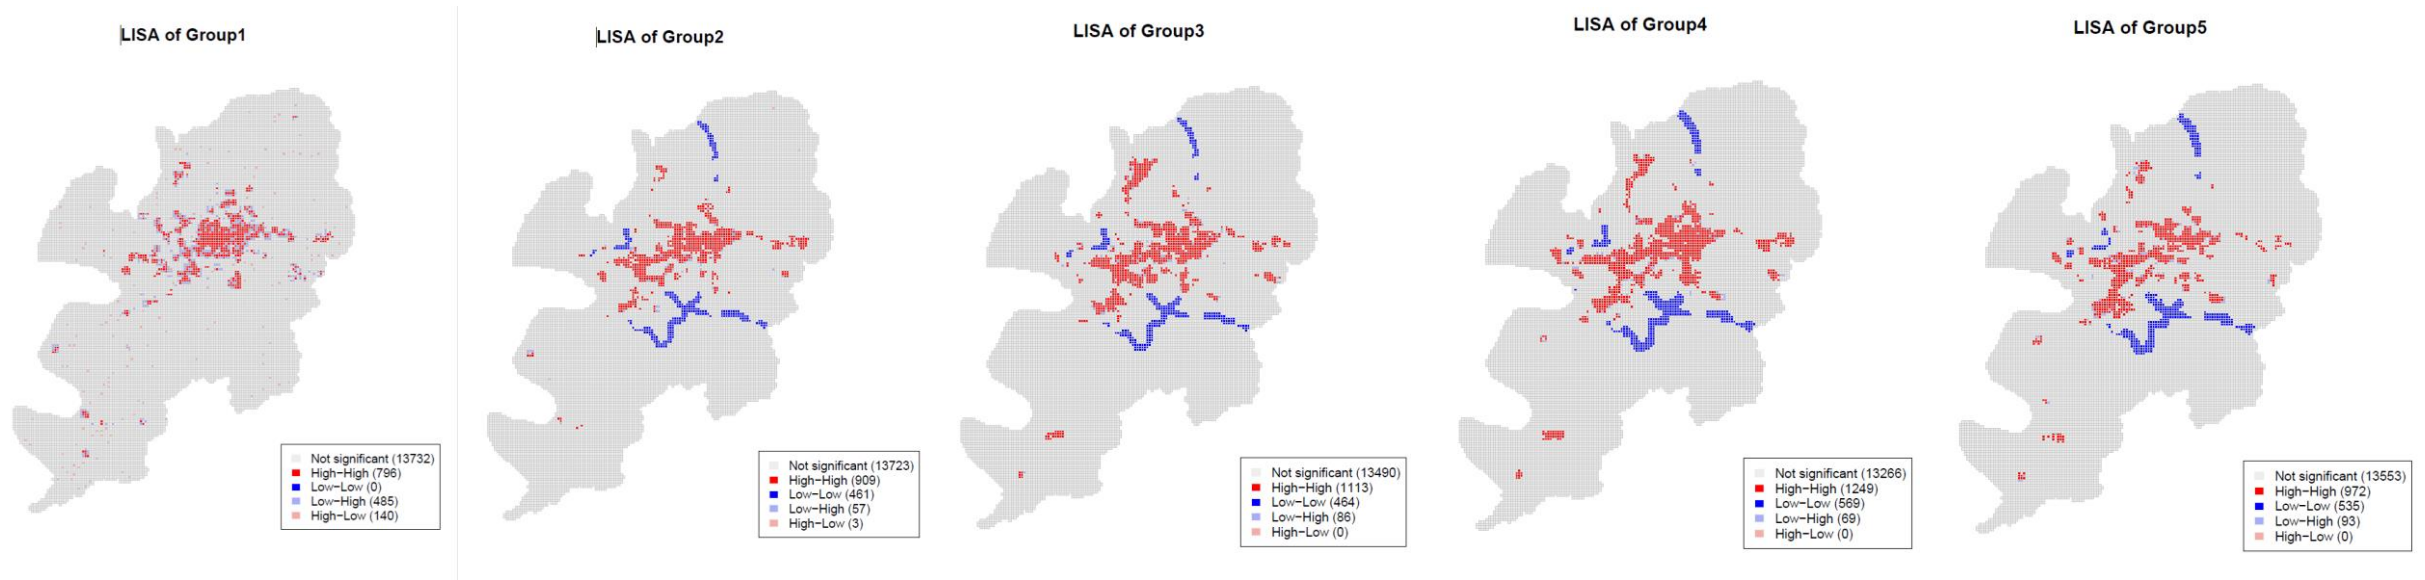 LISA of Group1
Not significant (13732)
High-High (796)
Low-Low (0)
Low-High (485)
High-Low (140)
LISA of Group2
Not significant (13723)
High-High (909)
Low-Low (461)
Low-High (57)
High-Low (3)
LISA of Group3
Not significant (13490)
High-High (1113)
Low-Low (464)
Low-High (86)
High-Low (0)
LISA of Group4
Not significant (13266)
High-High (1249)
Low-Low (569)
Low-High (69)
High-Low (0)
LISA of Group5
Not significant (13553)
High-High (972)
Low-Low (535)
Low-High (93)
High-Low (0)